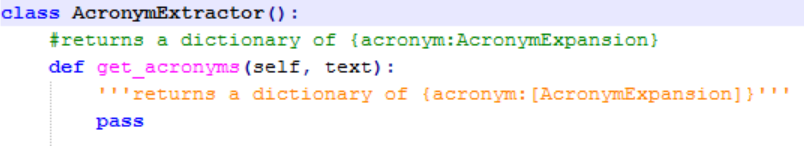 class AcronymExtractor():
#returns a dictionary of {acronym:AcronymExpansion}
def get_acronyms(self, text):
'''returns a dictionary of {acronym:[AcronymExpansion]}'''
pass